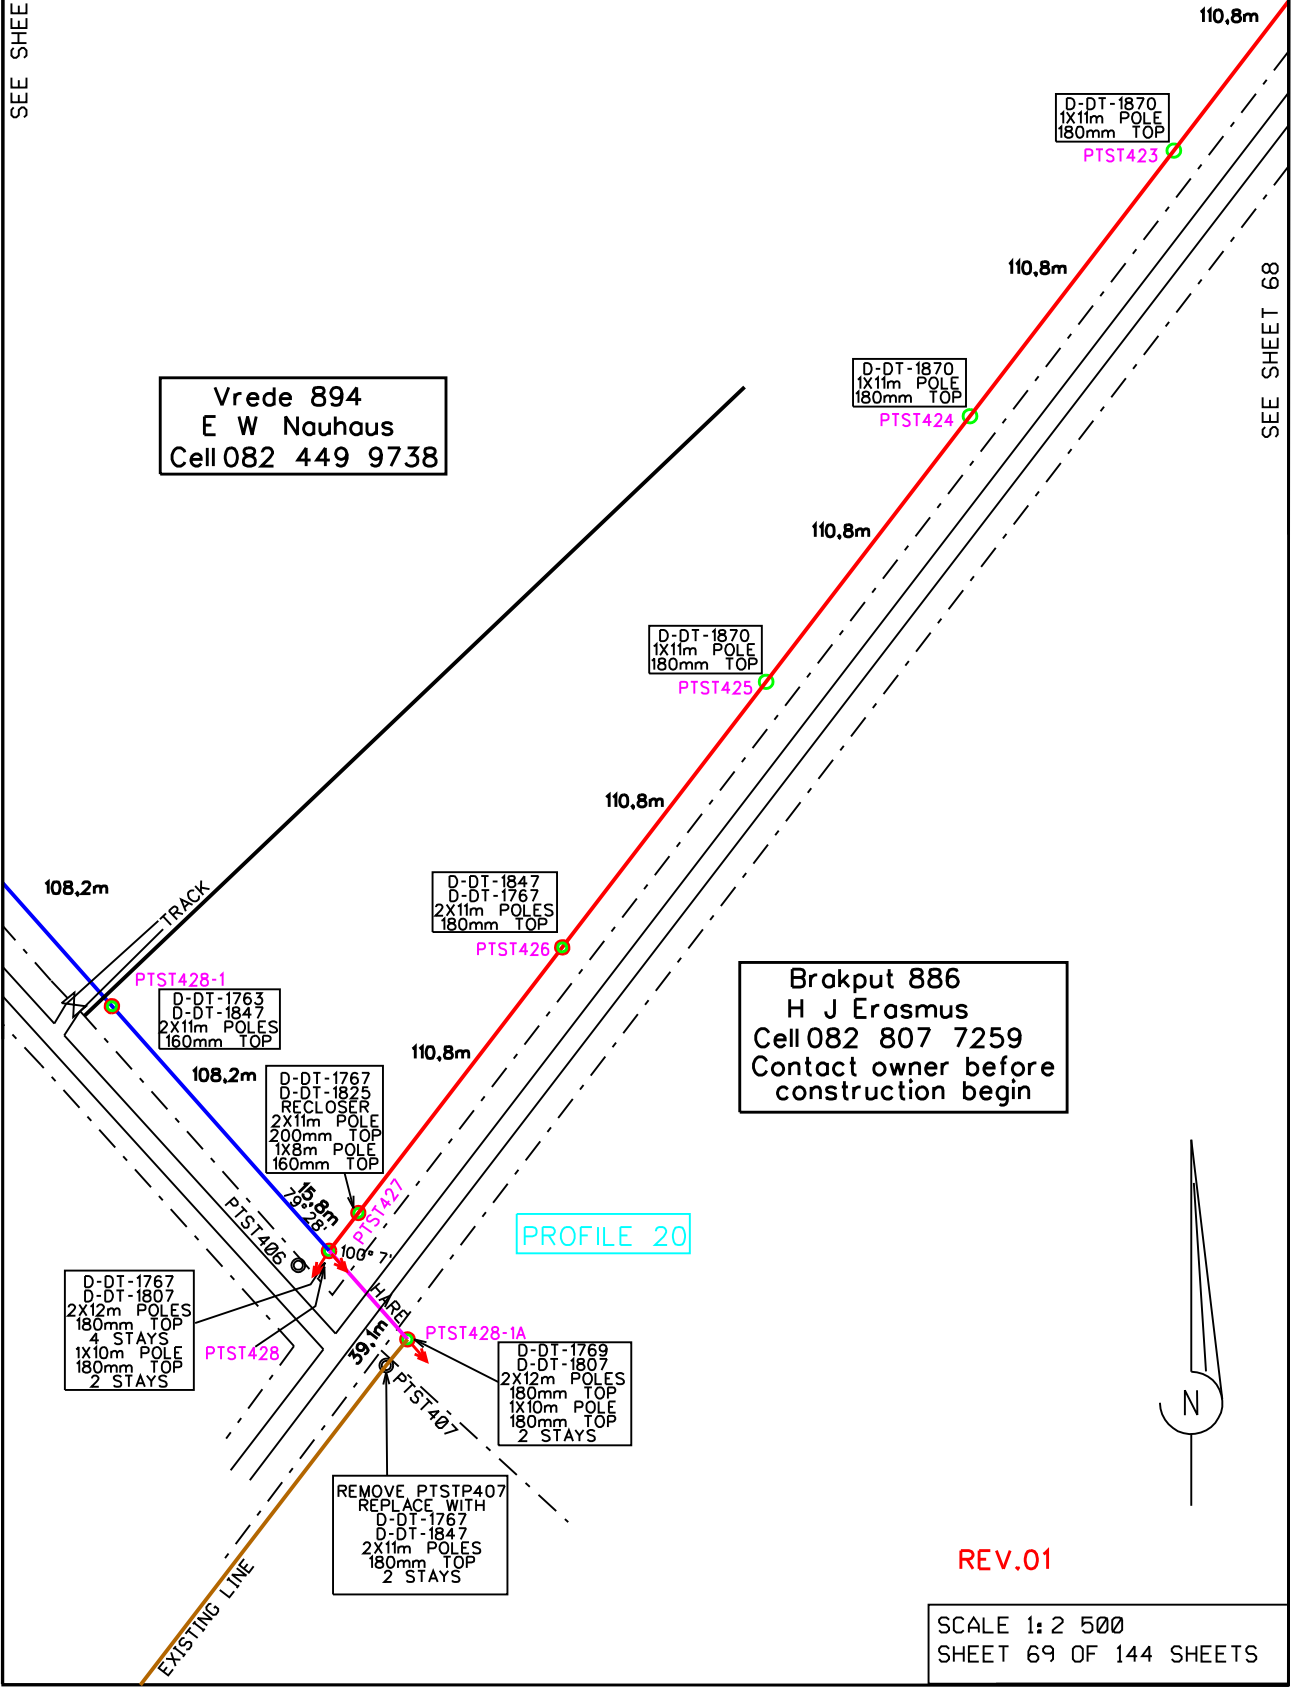 SEE SHEE
110,8m
D-DT-1870
1X11m POLE
180mm TOP
PTST423
110,8m
SEE SHEET 68
D-DT-1870
1X11m POLE
180mm TOP
PTST424
Vrede 894
E W Nauhaus
Cell 082 449 9738
110,8m
D-DT-1870
1X11m POLE
180mm TOP
PTST425
110,8m
108,2m
TRACK
D-DT-1847
D-DT-1767
2X11m POLES
180mm TOP
PTST426
PTST428-1
D-DT-1763
D-DT-1847
2X11m POLES
160mm TOP
Brakput 886
H J Erasmus
Cell 082 807 7259
Contact owner before
construction begin
110,8m
108,2m
D-DT-1767
D-DT-1825
RECLOSER
2X11m POLE
200mm TOP
1X8m POLE
160mm TOP
15,8m
79°28'
PTST427
PTST406
100°7'
PROFILE 20
D-DT-1767
D-DT-1807
2X12m POLES
180mm TOP
4 STAYS
1X10m POLE
180mm TOP
2 STAYS
PTST428
HARD
39,1m
PTST428-1A
D-DT-1769
D-DT-1807
2X12m POLES
180mm TOP
1X10m POLE
180mm TOP
2 STAYS
PTST407
N
REMOVE PTSTP407
REPLACE WITH
D-DT-1767
D-DT-1847
2X11m POLES
180mm TOP
2 STAYS
EXISTING LINE
REV.01
SCALE 1:2 500
SHEET 69 OF 144 SHEETS